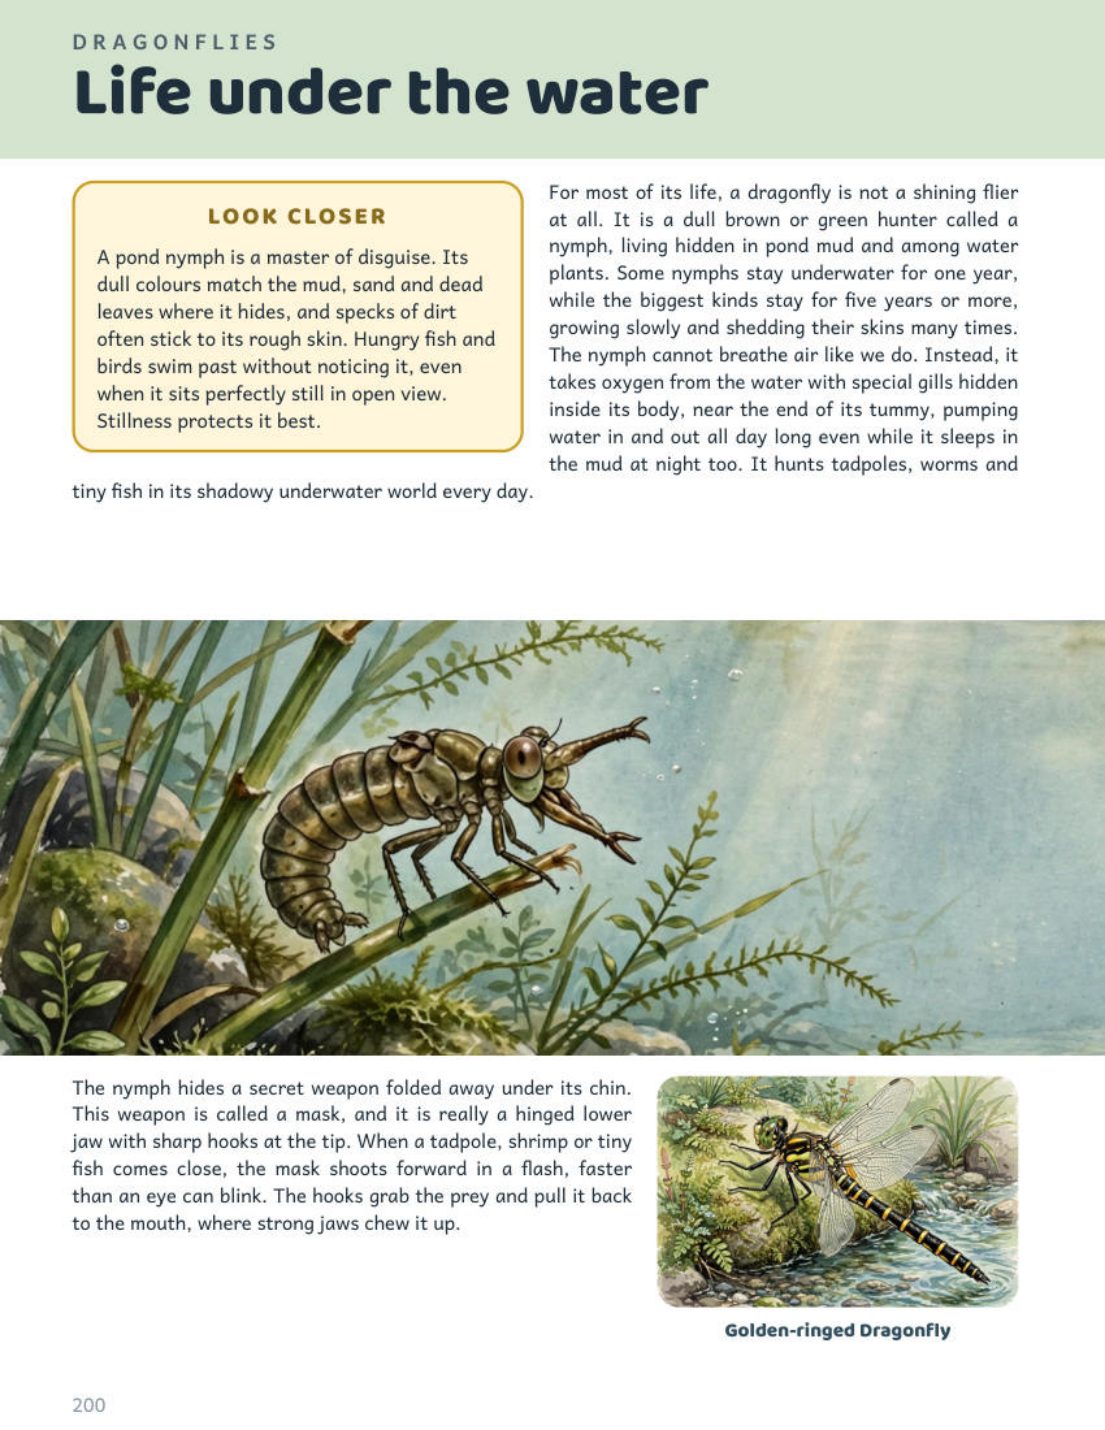 DRAGONFLIES
Life under the water
LOOK CLOSER
A pond nymph is a master of disguise. Its
dull colours match the mud, sand and dead
leaves where it hides, and specks of dirt
often stick to its rough skin. Hungry fish and
birds swim past without noticing it, even
when it sits perfectly still in open view.
Stillness protects it best.
For most of its life, a dragonfly is not a shining flier
at all. It is a dull brown or green hunter called a
nymph, living hidden in pond mud and among water
plants. Some nymphs stay underwater for one year,
while the biggest kinds stay for five years or more,
growing slowly and shedding their skins many times.
The nymph cannot breathe air like we do. Instead, it
takes oxygen from the water with special gills hidden
inside its body, near the end of its tummy, pumping
water in and out all day long even while it sleeps in
the mud at night too. It hunts tadpoles, worms and
tiny fish in its shadowy underwater world every day.
The nymph hides a secret weapon folded away under its chin.
This weapon is called a mask, and it is really a hinged lower
jaw with sharp hooks at the tip. When a tadpole, shrimp or tiny
fish comes close, the mask shoots forward in a flash, faster
than an eye can blink. The hooks grab the prey and pull it back
to the mouth, where strong jaws chew it up.
Golden-ringed Dragonfly
200